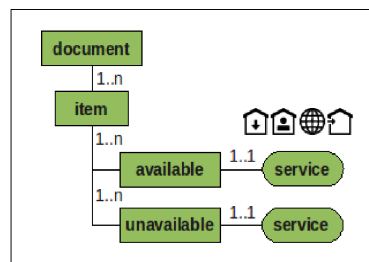 document
1..n
item
1..n
available 1..1 service
1..n
unavailable 1..1 service